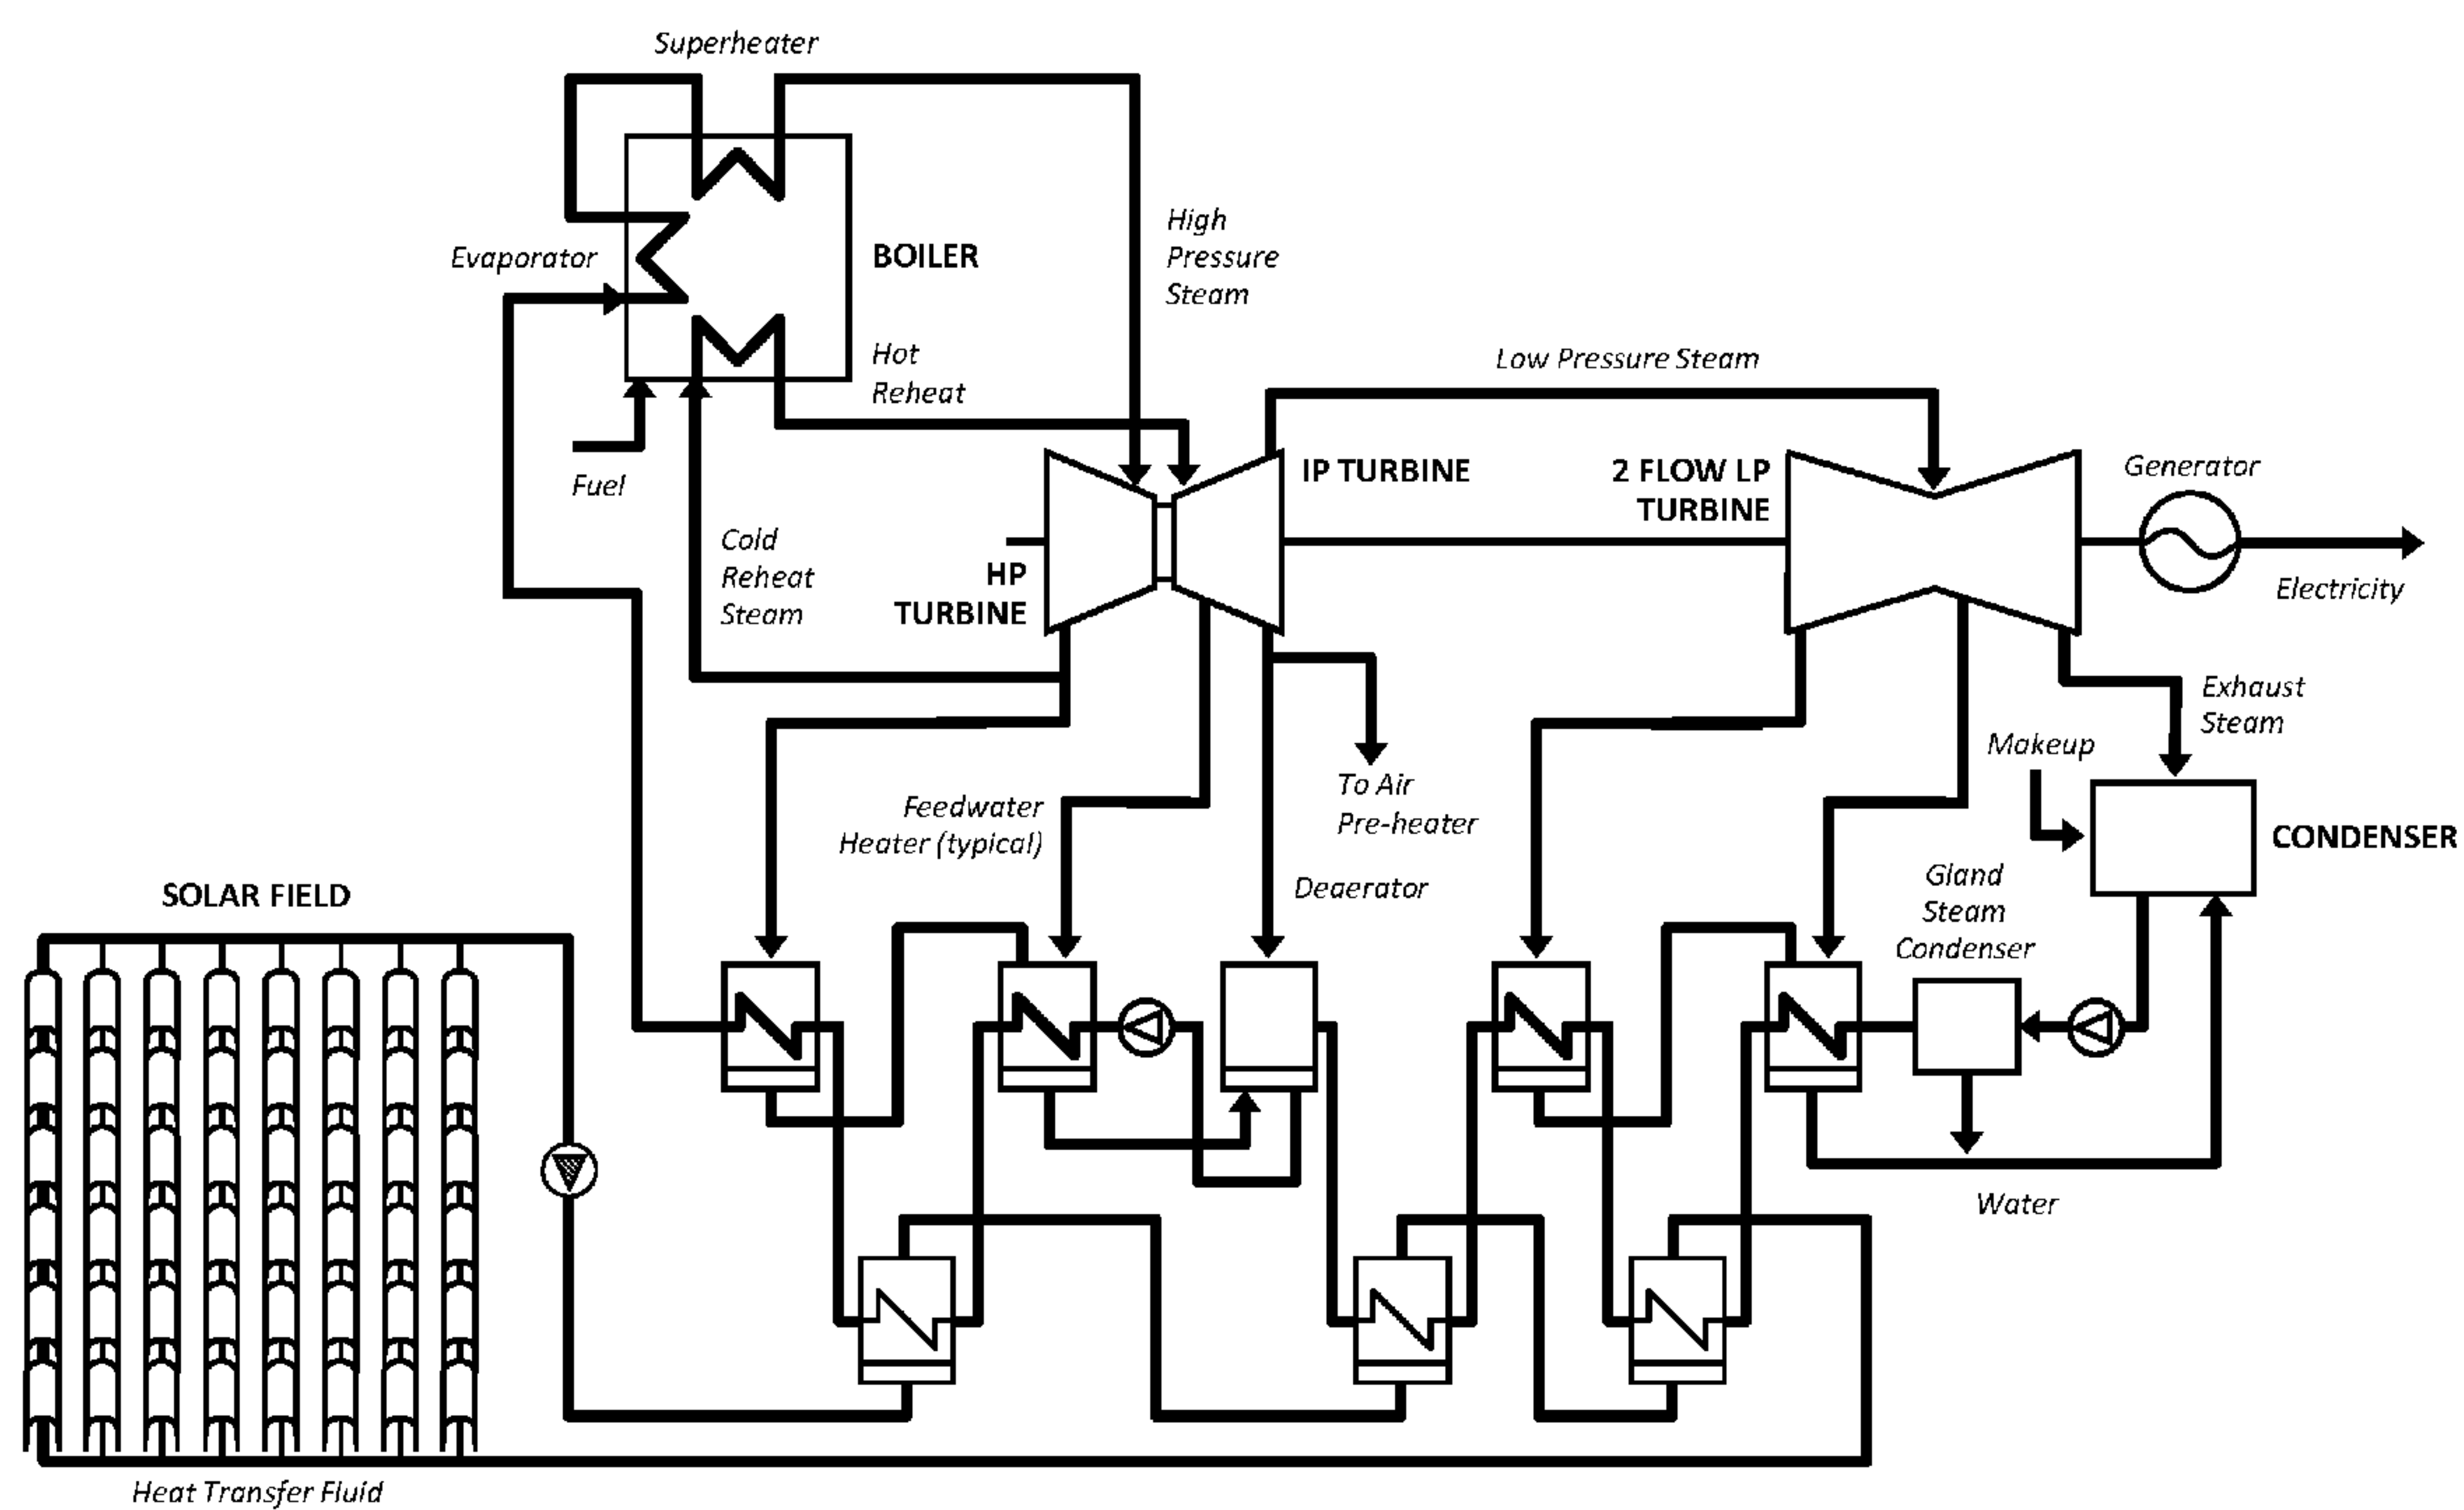 Superheater
Evaporator
BOILER
High
Pressure
Steam
Hot
Reheat
Low Pressure Steam
Fuel
IP TURBINE
2 FLOW LP
TURBINE
Generator
Cold
Reheat
Steam
HP
TURBINE
Electricity
Exhaust
Steam
Makeup
To Air
Pre-heater
Feedwater
Heater (typical)
CONDENSER
Deaerator
Gland
Steam
Condenser
SOLAR FIELD
Water
Heat Transfer Fluid